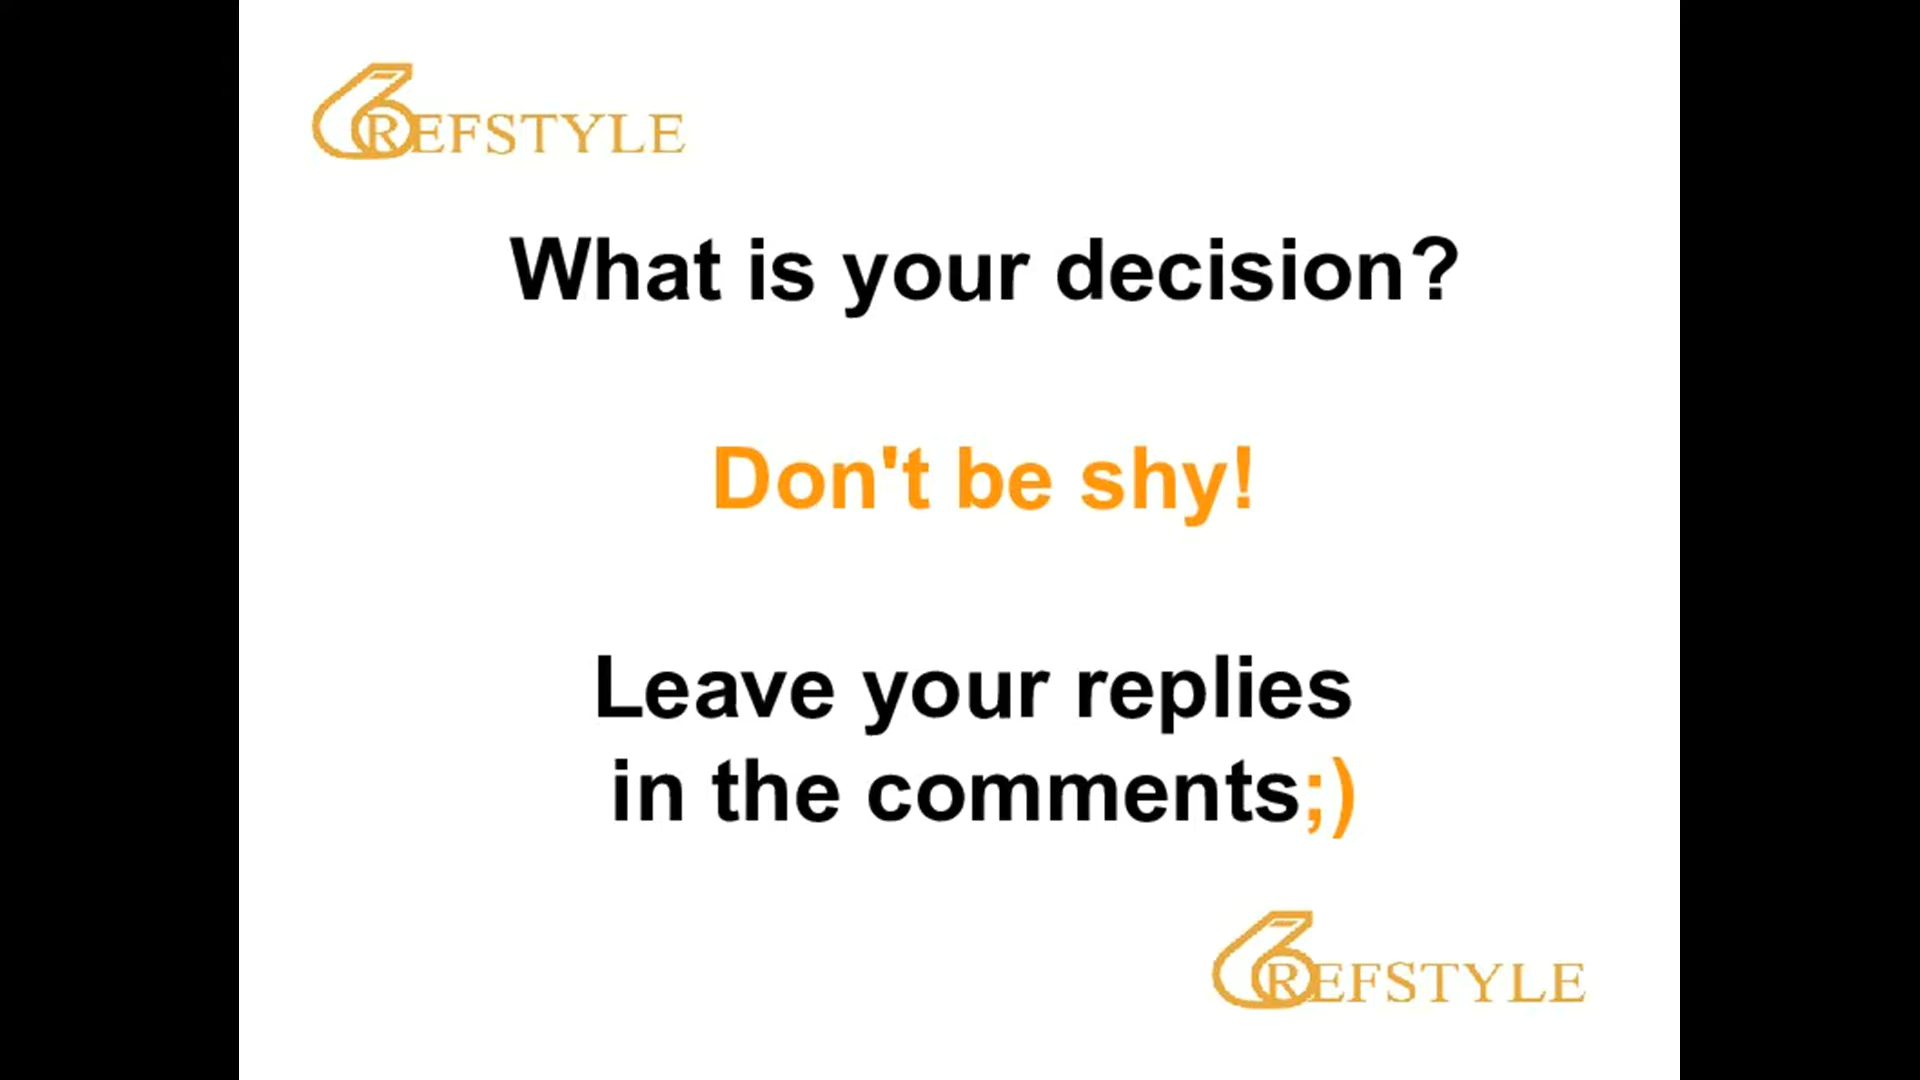 REFSTYLE
What is your decision?
Don't be shy!
Leave your replies
in the comments;)
REFSTYLE